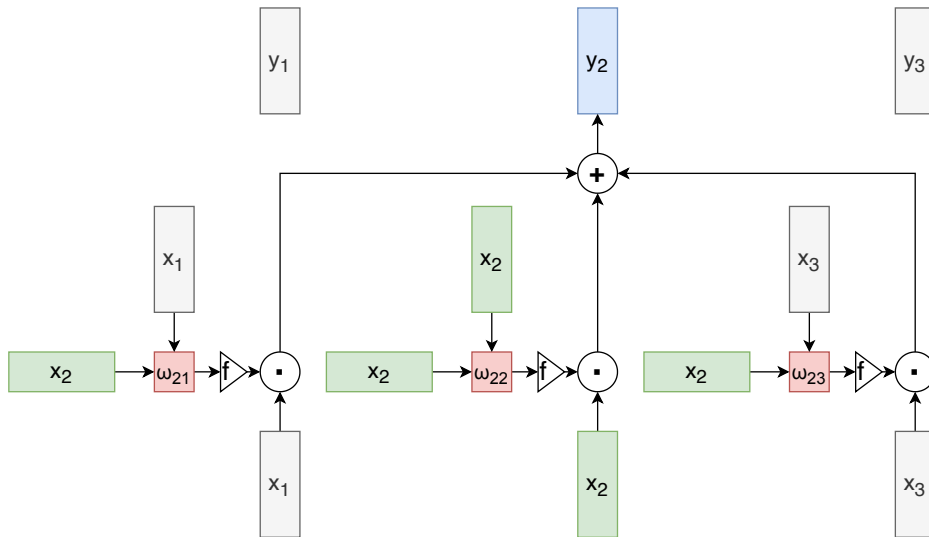 y₁ y₂ y₃
+
x₁ x₂ x₃
x₂ ω₂₁ f · x₂ ω₂₂ f · x₂ ω₂₃ f ·
x₁ x₂ x₃